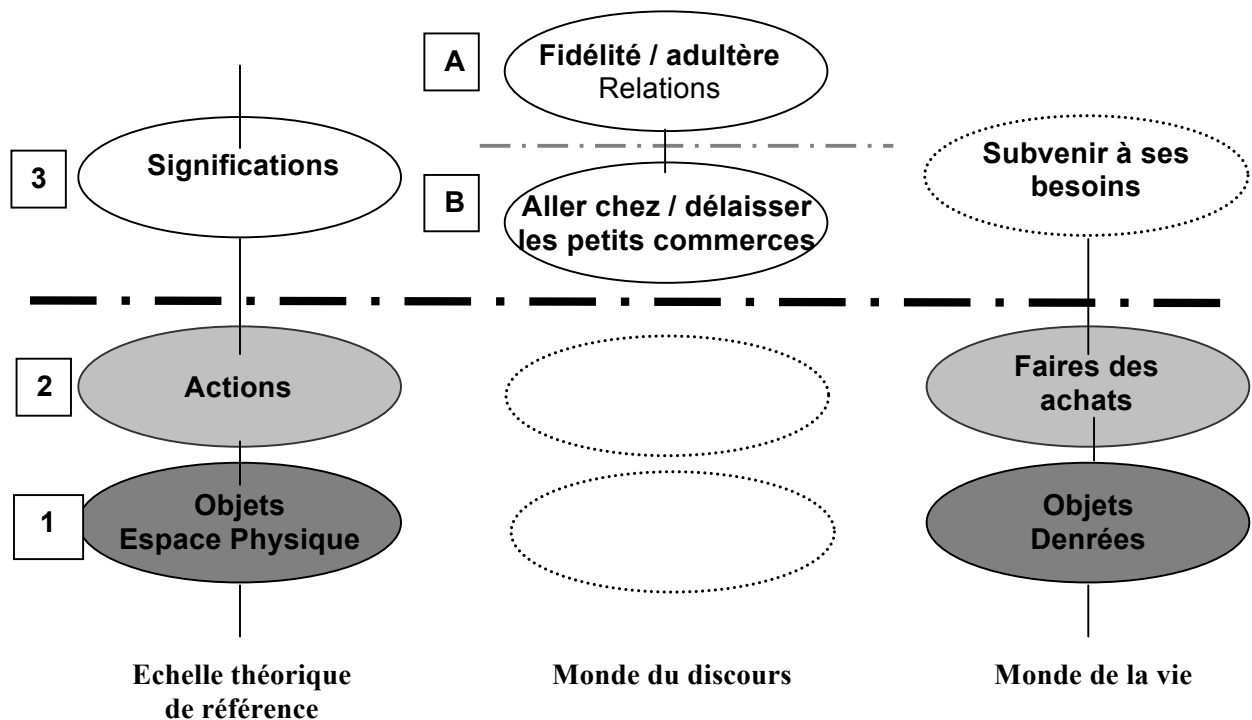 A
Fidélité / adultère
Relations
3
Significations
B
Aller chez / délaisser
les petits commerces
Subvenir à ses
besoins
2
Actions
Faires des
achats
1
Objets
Espace Physique
Objets
Denrées
Echelle théorique
de référence
Monde du discours
Monde de la vie